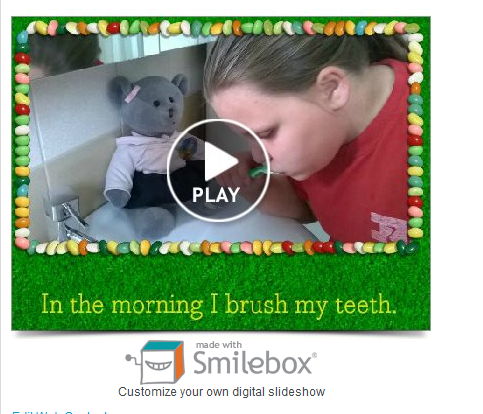 PLAY
In the morning I brush my teeth.
made with
Smilebox®
Customize your own digital slideshow